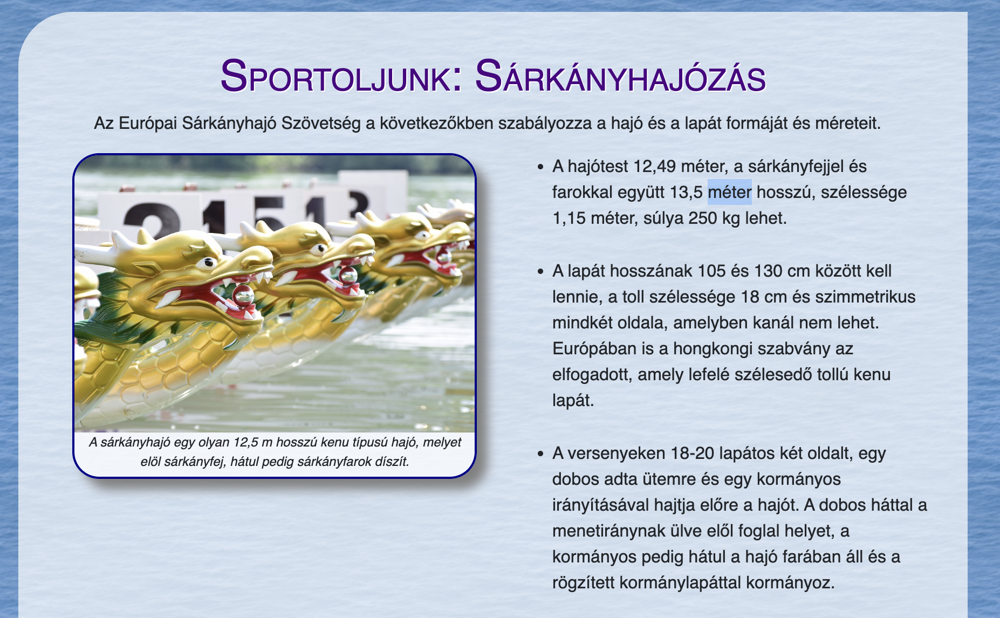 Sportoljunk: Sárkányhajózás
Az Európai Sárkányhajó Szövetség a következőkben szabályozza a hajó és a lapát formáját és méreteit.
2
1
5
1
3
A sárkányhajó egy olyan 12,5 m hosszú kenu típusú hajó, melyet
elöl sárkányfej, hátul pedig sárkányfarok díszít.
• A hajótest 12,49 méter, a sárkányfejjel és
farokkal együtt 13,5 méter hosszú, szélessége
1,15 méter, súlya 250 kg lehet.
• A lapát hosszának 105 és 130 cm között kell
lennie, a toll szélessége 18 cm és szimmetrikus
mindkét oldala, amelyben kanál nem lehet.
Európában is a hongkongi szabvány az
elfogadott, amely lefelé szélesedő tollú kenu
lapát.
• A versenyeken 18-20 lapátos két oldalt, egy
dobos adta ütemre és egy kormányos
irányításával hajtja előre a hajót. A dobos háttal a
menetiránynak ülve elől foglal helyet, a
kormányos pedig hátul a hajó farában áll és a
rögzített kormánylapáttal kormányoz.